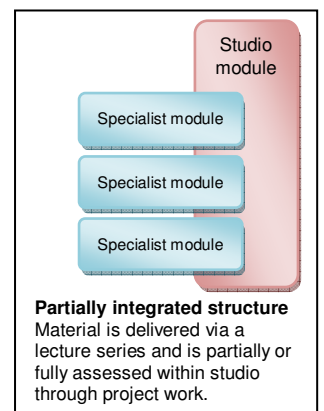 Studio
module
Specialist module
Specialist module
Specialist module
Partially integrated structure
Material is delivered via a
lecture series and is partially or
fully assessed within studio
through project work.